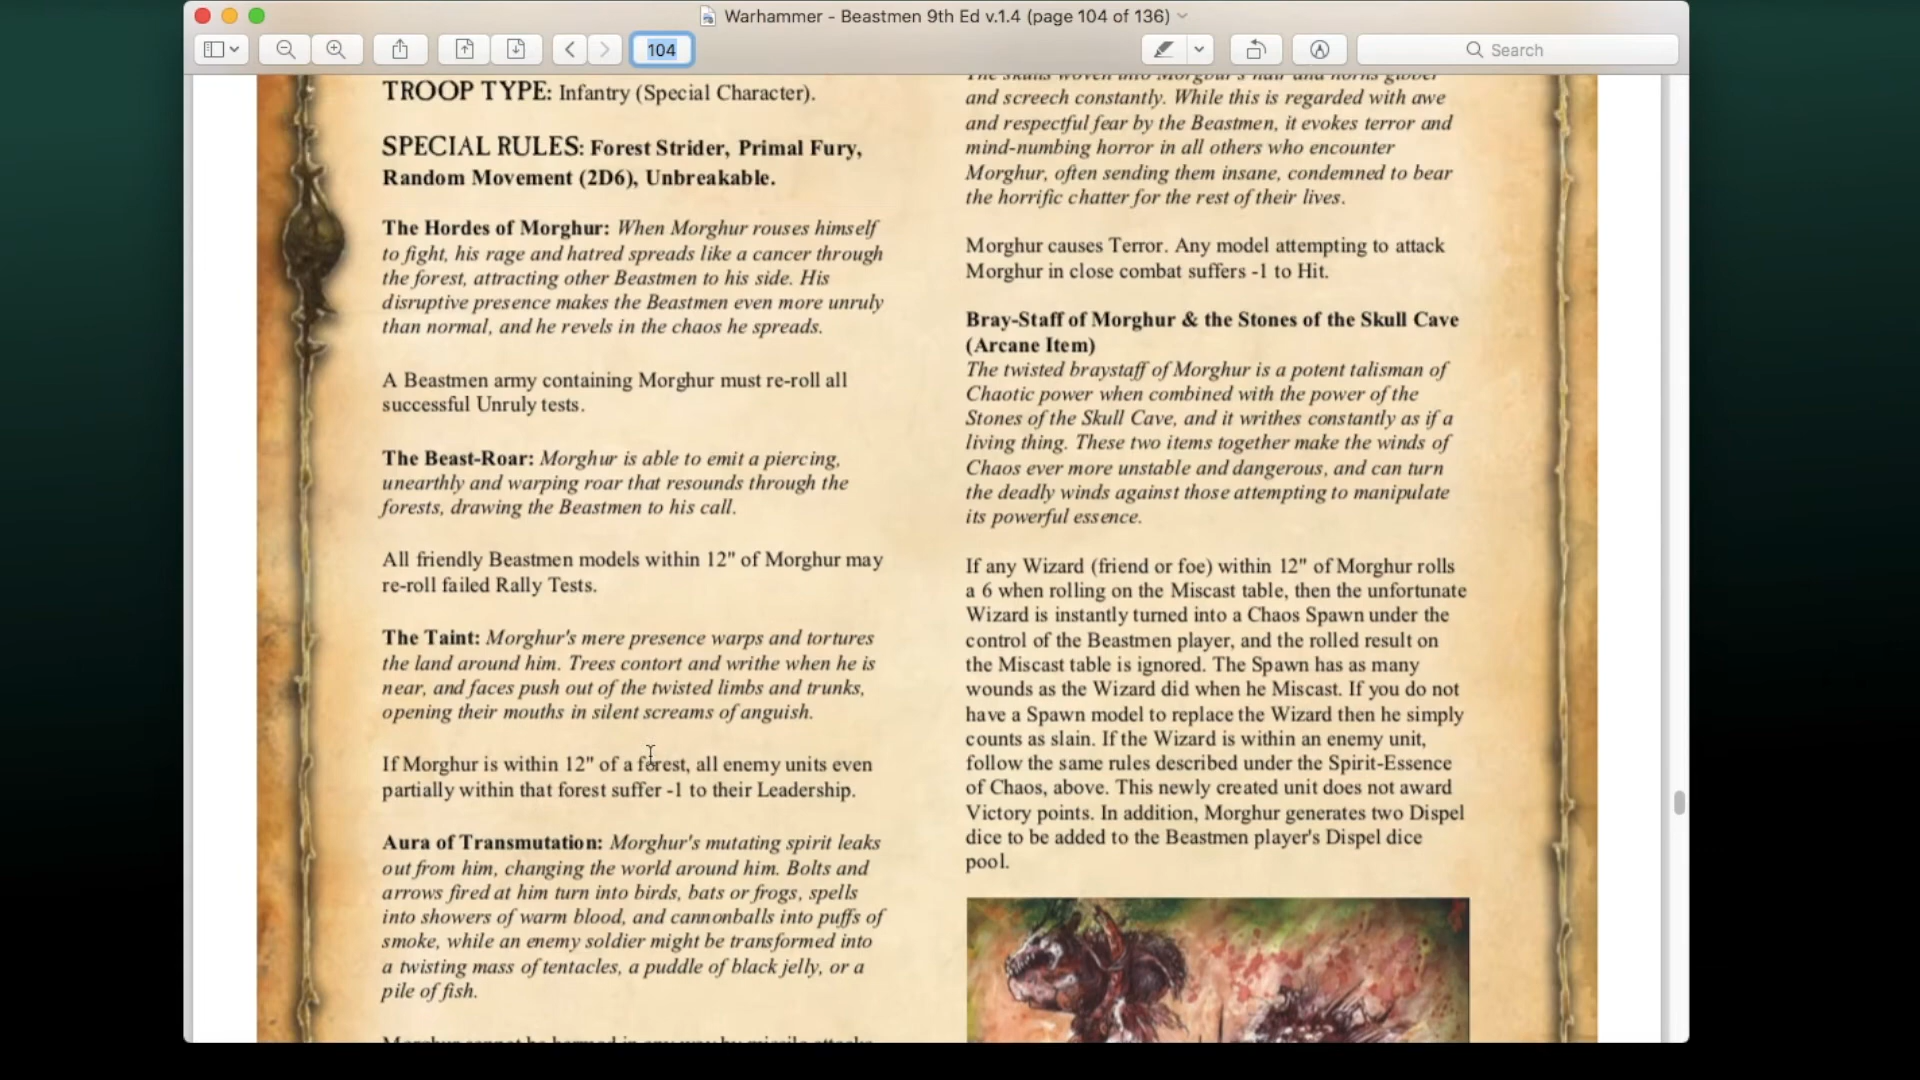 Warhammer - Beastmen 9th Ed v.1.4 (page 104 of 136)
104
Search
TROOP TYPE: Infantry (Special Character).
SPECIAL RULES: Forest Strider, Primal Fury,
Random Movement (2D6), Unbreakable.
The Hordes of Morghur: When Morghur rouses himself
to fight, his rage and hatred spreads like a cancer through
the forest, attracting other Beastmen to his side. His
disruptive presence makes the Beastmen even more unruly
than normal, and he revels in the chaos he spreads.
A Beastmen army containing Morghur must re-roll all
successful Unruly tests.
The Beast-Roar: Morghur is able to emit a piercing,
unearthly and warping roar that resounds through the
forests, drawing the Beastmen to his call.
All friendly Beastmen models within 12" of Morghur may
re-roll failed Rally Tests.
The Taint: Morghur's mere presence warps and tortures
the land around him. Trees contort and writhe when he is
near, and faces push out of the twisted limbs and trunks,
opening their mouths in silent screams of anguish.
If Morghur is within 12" of a forest, all enemy units even
partially within that forest suffer -1 to their Leadership.
Aura of Transmutation: Morghur's mutating spirit leaks
out from him, changing the world around him. Bolts and
arrows fired at him turn into birds, bats or frogs, spells
into showers of warm blood, and cannonballs into puffs of
smoke, while an enemy soldier might be transformed into
a twisting mass of tentacles, a puddle of black jelly, or a
pile of fish.
Morghur cannot be harmed in any way by missile attacks
The skulls woven into Morghur's hair and horns gibber
and screech constantly. While this is regarded with awe
and respectful fear by the Beastmen, it evokes terror and
mind-numbing horror in all others who encounter
Morghur, often sending them insane, condemned to bear
the horrific chatter for the rest of their lives.
Morghur causes Terror. Any model attempting to attack
Morghur in close combat suffers -1 to Hit.
Bray-Staff of Morghur & the Stones of the Skull Cave
(Arcane Item)
The twisted braystaff of Morghur is a potent talisman of
Chaotic power when combined with the power of the
Stones of the Skull Cave, and it writhes constantly as if a
living thing. These two items together make the winds of
Chaos ever more unstable and dangerous, and can turn
the deadly winds against those attempting to manipulate
its powerful essence.
If any Wizard (friend or foe) within 12" of Morghur rolls
a 6 when rolling on the Miscast table, then the unfortunate
Wizard is instantly turned into a Chaos Spawn under the
control of the Beastmen player, and the rolled result on
the Miscast table is ignored. The Spawn has as many
wounds as the Wizard did when he Miscast. If you do not
have a Spawn model to replace the Wizard then he simply
counts as slain. If the Wizard is within an enemy unit,
follow the same rules described under the Spirit-Essence
of Chaos, above. This newly created unit does not award
Victory points. In addition, Morghur generates two Dispel
dice to be added to the Beastmen player's Dispel dice
pool.